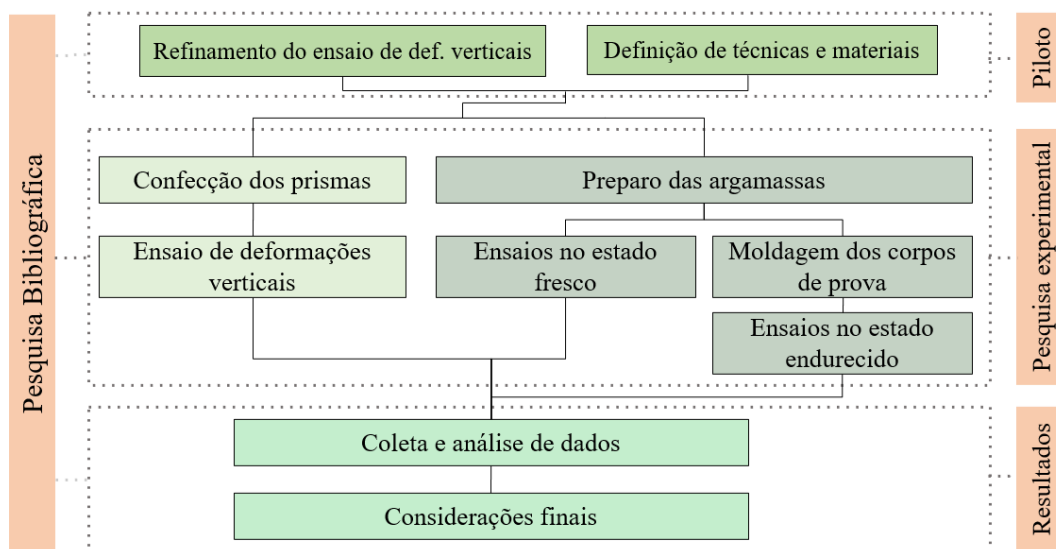 Pesquisa Bibliográfica
Refinamento do ensaio de def. verticais
Definição de técnicas e materiais
Piloto
Confecção dos prismas
Preparo das argamassas
Ensaio de deformações
verticais
Ensaios no estado
fresco
Moldagem dos corpos
de prova
Ensaios no estado
endurecido
Pesquisa experimental
Coleta e análise de dados
Considerações finais
Resultados